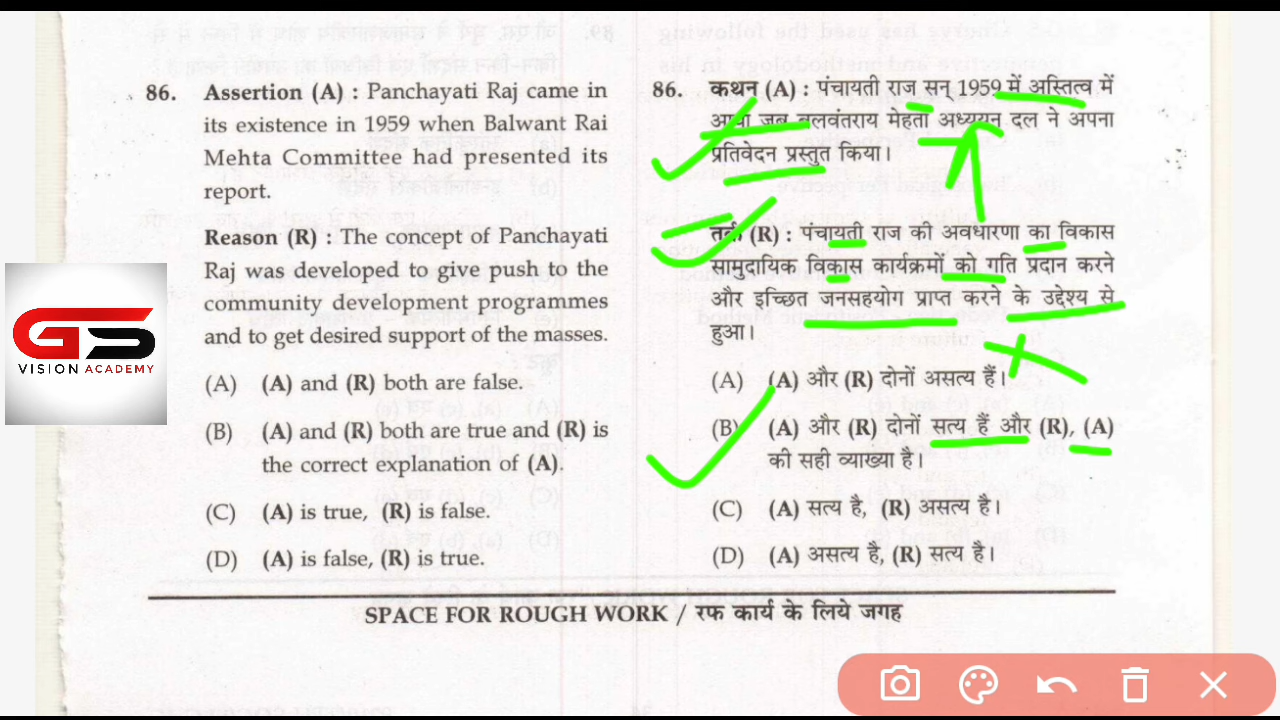 86. Assertion (A) : Panchayati Raj came in
its existence in 1959 when Balwant Rai
Mehta Committee had presented its
report.
Reason (R) : The concept of Panchayati
Raj was developed to give push to the
community development programmes
and to get desired support of the masses.
(A) (A) and (R) both are false.
(B) (A) and (R) both are true and (R) is
the correct explanation of (A).
(C) (A) is true, (R) is false.
(D) (A) is false, (R) is true.
86. कथन (A) : पंचायती राज सन् 1959 में अस्तित्व में
आया जब बलवंतराय मेहता अध्ययन दल ने अपना
प्रतिवेदन प्रस्तुत किया।
तर्क (R) : पंचायती राज की अवधारणा का विकास
सामुदायिक विकास कार्यक्रमों को गति प्रदान करने
और इच्छित जनसहयोग प्राप्त करने के उद्देश्य से
हुआ।
(A) (A) और (R) दोनों असत्य हैं।
(B) (A) और (R) दोनों सत्य हैं और (R), (A)
की सही व्याख्या है।
(C) (A) सत्य है, (R) असत्य है।
(D) (A) असत्य है, (R) सत्य है।
SPACE FOR ROUGH WORK / रफ कार्य के लिये जगह
GS
VISION ACADEMY